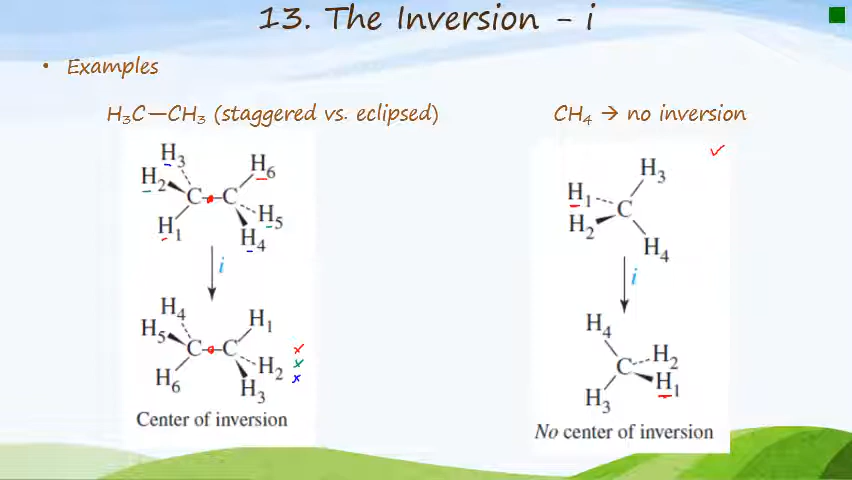 13. The Inversion - i
• Examples
H₃C—CH₃ (staggered vs. eclipsed)
H₃
H₂
H₆
C C
H₁
H₅
H₄
i
H₄
H₅
H₁
C C
H₆
H₂
H₃
Center of inversion
CH₄ → no inversion
H₃
H₁
C
H₂
H₄
i
H₄
H₂
C
H₁
H₃
No center of inversion